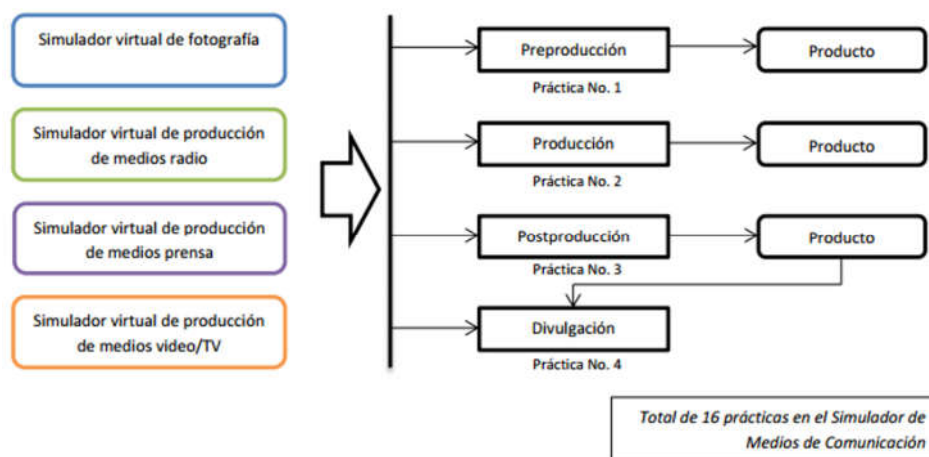 Simulador virtual de fotografía
Simulador virtual de producción
de medios radio
Simulador virtual de producción
de medios prensa
Simulador virtual de producción
de medios video/TV
Preproducción
Producto
Práctica No. 1
Producción
Producto
Práctica No. 2
Postproducción
Producto
Práctica No. 3
Divulgación
Práctica No. 4
Total de 16 prácticas en el Simulador de
Medios de Comunicación